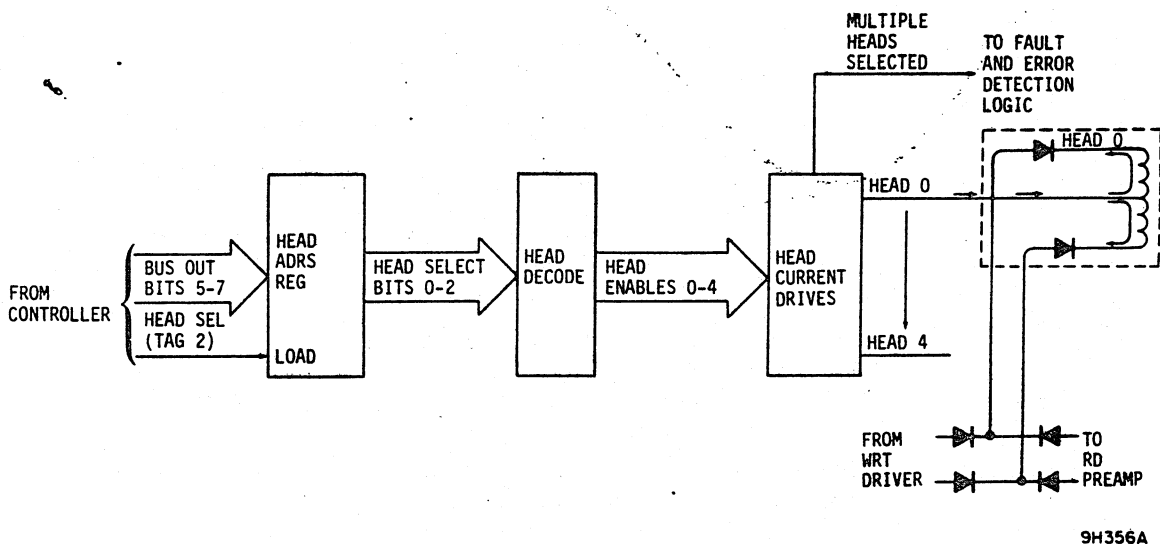 MULTIPLE
HEADS
SELECTED
TO FAULT
AND ERROR
DETECTION
LOGIC
HEAD 0
HEAD 0
HEAD
ADRS
REG
LOAD
HEAD
DECODE
HEAD
CURRENT
DRIVES
FROM
CONTROLLER
BUS OUT
BITS 5-7
HEAD SEL
(TAG 2)
HEAD SELECT
BITS 0-2
HEAD
ENABLES 0-4
HEAD 4
FROM
WRT
DRIVER
TO
RD
PREAMP
9H356A